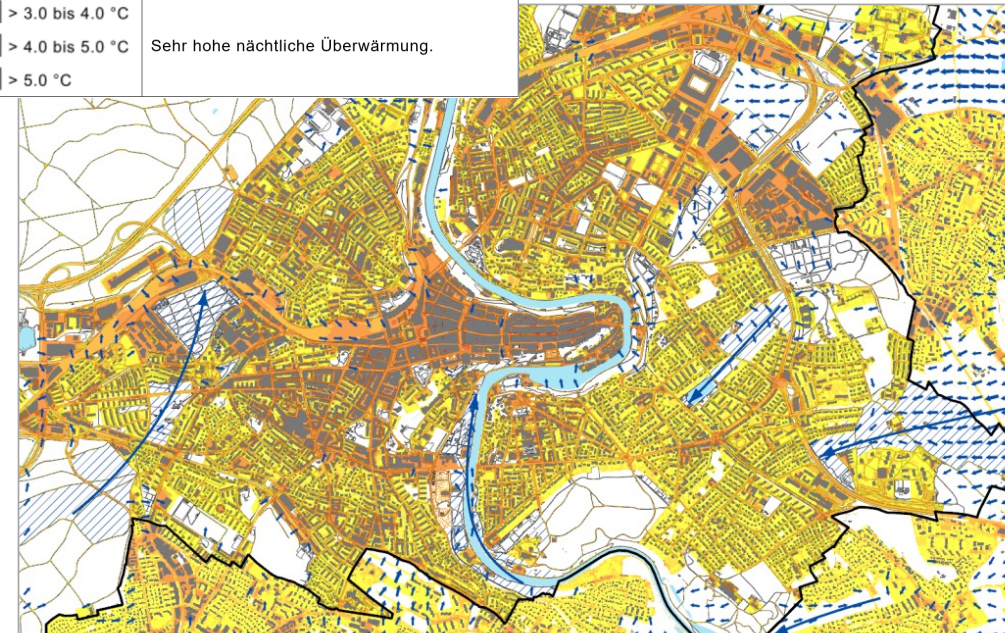 > 3.0 bis 4.0 °C
> 4.0 bis 5.0 °C Sehr hohe nächtliche Überwärmung.
> 5.0 °C